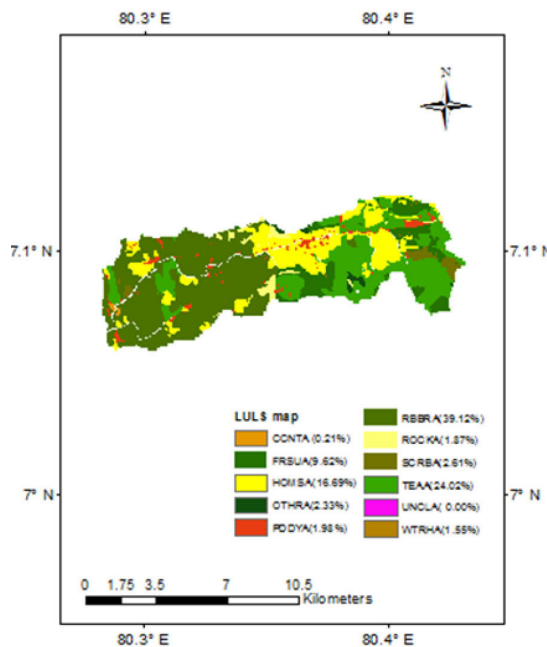 80.3° E 80.4° E
N
7.1° N 7.1° N
LULS map
CCNTA (0.21%)
FRSUA(9.62%)
HOMSA(16.69%)
OTHRA(2.33%)
PDDYA(1.98%)
RBBRA(39.12%)
ROCKA(1.87%)
SCRBA(2.61%)
TEAA(24.02%)
UNCLA( 0.00%)
WTRHA(1.55%)
7° N 7° N
0 1.75 3.5 7 10.5
Kilometers
80.3° E 80.4° E